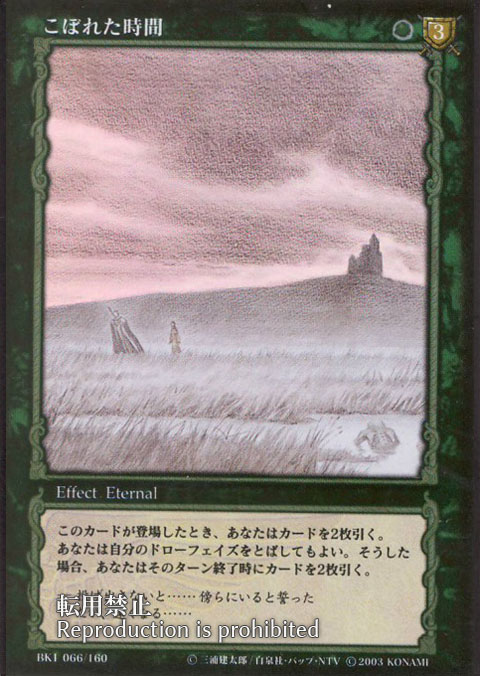 こぼれた時間
3
Effect Eternal
このカードが登場したとき、あなたはカードを2枚引く。
あなたは自分のドローフェイズをとばしてもよい。そうした
場合、あなたはそのターン終了時にカードを2枚引く。
ないと…… 傍らにいると誓った
る……
転用禁止
Reproduction is prohibited
BK1 066/160
© 三浦建太郎/白泉社・バップ・NTV © 2003 KONAMI